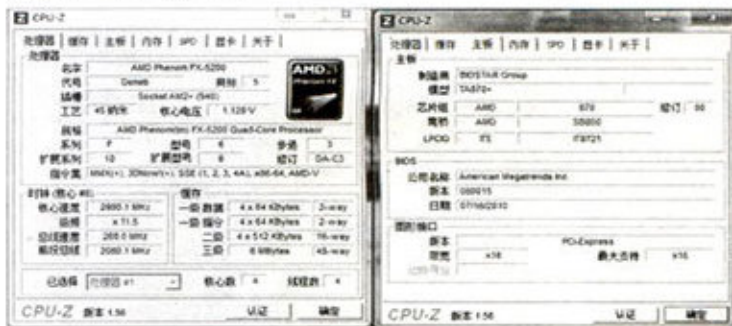 CPU-Z
处理器 | 缓存 | 主板 | 内存 | SPD | 显卡 | 关于
处理器
名字 AMD Phenom FX-5200
代号 Deneb
插槽 Socket AM2+ (940)
工艺 45 纳米 核心电压 1.128 V
AMD
规格 AMD Phenom(tm) FX-5200 Quad-Core Processor
系列 F 型号 步进
扩展系列 10 扩展型号 修订 DA-C3
指令集 MMX(+), 3DNow!(+), SSE (1, 2, 3, 4A), x86-64, AMD-V
时钟 (核心 #0) 缓存
核心速度 一级 数据 4 x 64 KBytes 2-way
倍频 x 11.5 一级 指令 4 x 64 KBytes 2-way
总线速度 二级 4 x 512 KBytes 16-way
三级 6 MBytes 48-way
已选择 处理器 #1 核心数 4 线程数 4
CPU-Z 版本 1.56 认证 确定
CPU-Z
处理器 | 缓存 | 主板 | 内存 | SPD | 显卡 | 关于
主板
制造商 BIOSTAR Group
模型 TA870+
芯片组 AMD 870 修订 00
南桥 AMD SB850
LPCIO ITE IT8721
BIOS
公司名称 American Megatrends Inc.
版本 080015
日期 07/16/2010
图形接口
版本 PCI-Express
带宽 x16 最大支持 x16
CPU-Z 版本 1.56 认证 确定